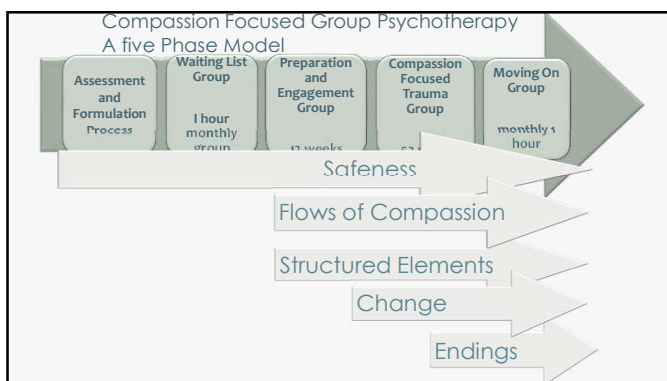 Compassion Focused Group Psychotherapy
A five Phase Model
Assessment
and
Formulation
Process
Waiting List
Group
1 hour
monthly
group
Preparation
and
Engagement
Group
12 weeks
Compassion
Focused
Trauma
Group
Moving On
Group
monthly 1
hour
Safeness
Flows of Compassion
Structured Elements
Change
Endings